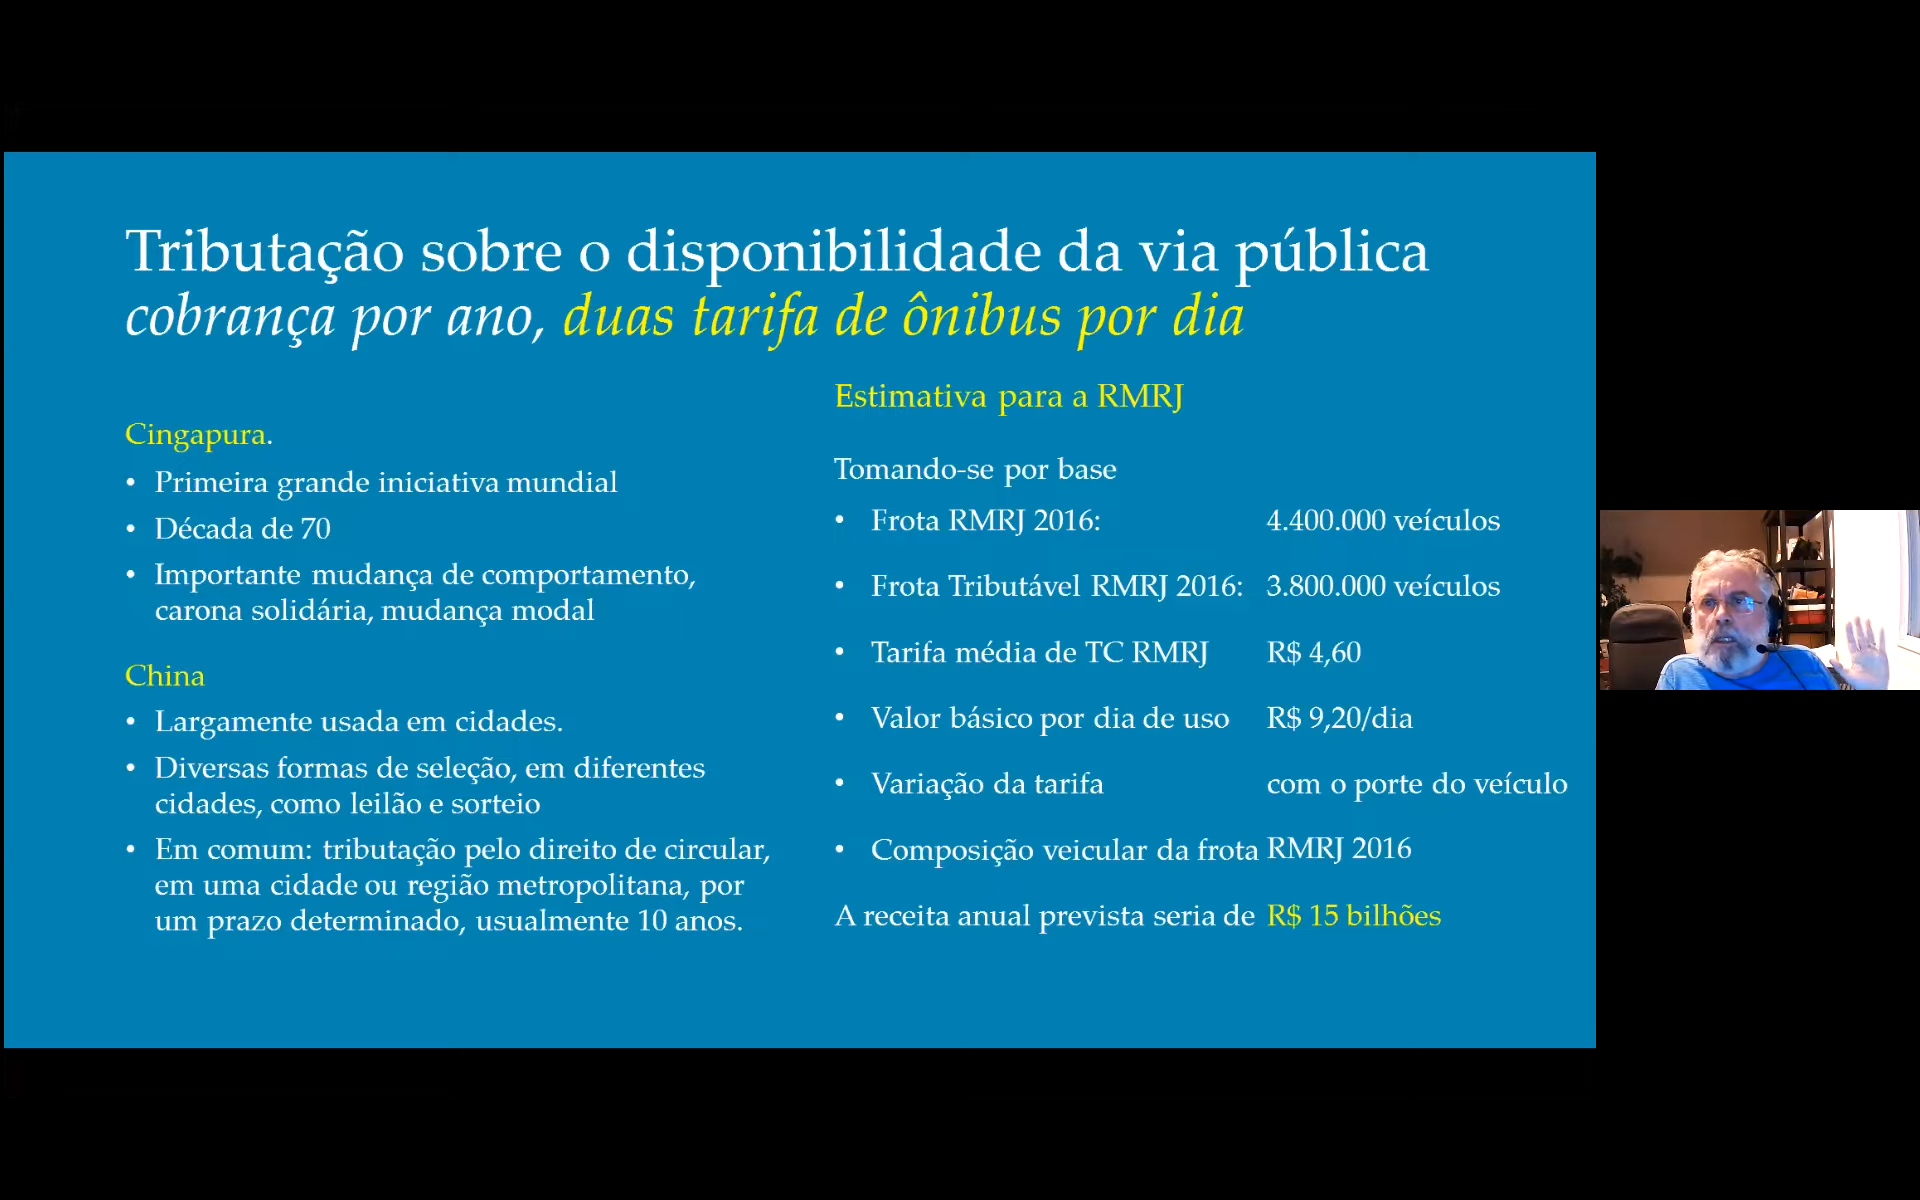 Tributação sobre o disponibilidade da via pública
cobrança por ano, duas tarifa de ônibus por dia
Cingapura.
• Primeira grande iniciativa mundial
• Década de 70
• Importante mudança de comportamento,
carona solidária, mudança modal
China
• Largamente usada em cidades.
• Diversas formas de seleção, em diferentes
cidades, como leilão e sorteio
• Em comum: tributação pelo direito de circular,
em uma cidade ou região metropolitana, por
um prazo determinado, usualmente 10 anos.
Estimativa para a RMRJ
Tomando-se por base
• Frota RMRJ 2016: 4.400.000 veículos
• Frota Tributável RMRJ 2016: 3.800.000 veículos
• Tarifa média de TC RMRJ R$ 4,60
• Valor básico por dia de uso R$ 9,20/dia
• Variação da tarifa com o porte do veículo
• Composição veicular da frota RMRJ 2016
A receita anual prevista seria de R$ 15 bilhões